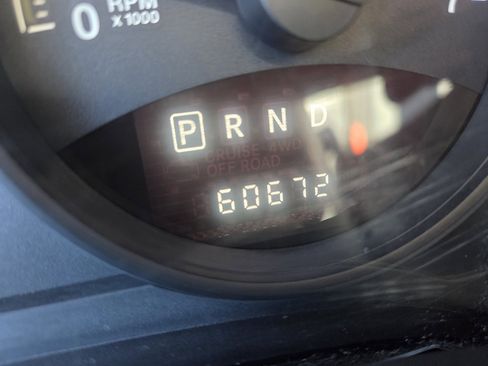 E
0
RPM
X1000
P R N D
CRUISE 4WD
OFF ROAD
60672